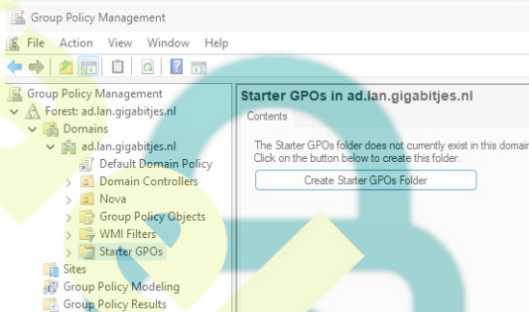 Group Policy Management
File Action View Window Help
Group Policy Management
Forest: ad.lan.gigabitjes.nl
Domains
ad.lan.gigabitjes.nl
Default Domain Policy
Domain Controllers
Nova
Group Policy Objects
WMI Filters
Starter GPOs
Sites
Group Policy Modeling
Group Policy Results
Starter GPOs in ad.lan.gigabitjes.nl
Contents
The Starter GPOs folder does not currently exist in this domain
Click on the button below to create this folder.
Create Starter GPOs Folder